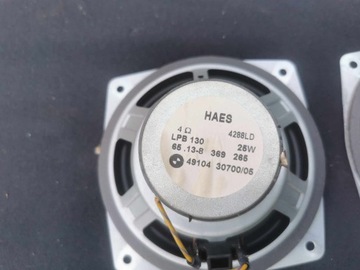 HAES
4 Ω 4288LD
LPB 130 25W
65.13-8 369 265
49104 30700/05